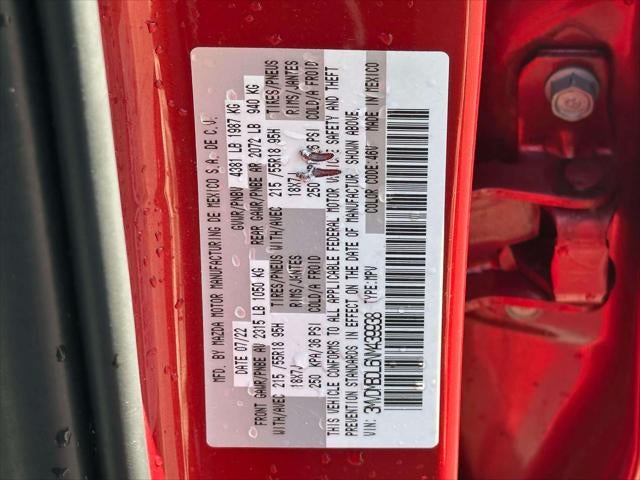 MFD. BY MAZDA MOTOR MANUFACTURING DE MEXICO S.A. DE C.V.
DATE 07/22 GVWR/PNBV 4381 LB 1987 KG
FRONT GAWR/PNBE AV 2315 LB 1050 KG REAR GAWR/PNBE AR 2072 LB 940 KG
WITH/AVEC 215 /55R18 95H TIRES/PNEUS WITH/AVEC 215 /55R18 95H TIRES/PNEUS
18X7J RIMS/JANTES 18X7J RIMS/JANTES
250 KPA/36 PSI COLD/A FROID 250 36 PSI COLD/A FROID
THIS VEHICLE CONFORMS TO ALL APPLICABLE FEDERAL MOTOR SAFETY AND THEFT
PREVENTION STANDARDS IN EFFECT ON THE DATE OF MANUFACTUR SHOWN ABOVE.
VIN: TYPE: MPV COLOR CODE: 46V MADE IN MEXICO